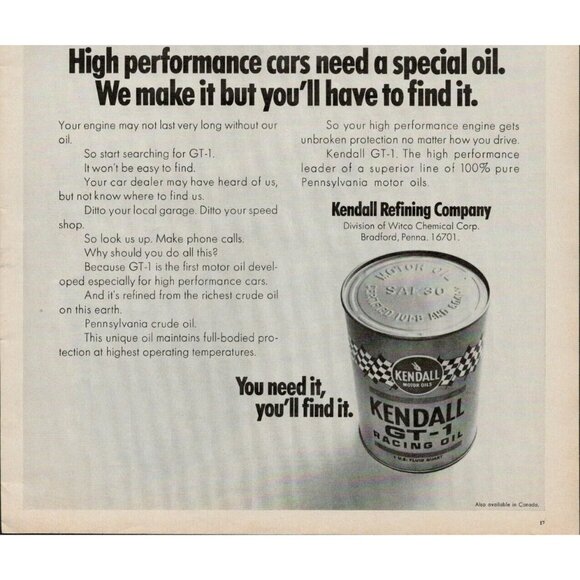 High performance cars need a special oil.
We make it but you'll have to find it.
Your engine may not last very long without our
oil.
So start searching for GT-1.
It won't be easy to find.
Your car dealer may have heard of us,
but not know where to find us.
Ditto your local garage. Ditto your speed
shop.
So look us up. Make phone calls.
Why should you do all this?
Because GT-1 is the first motor oil devel-
oped especially for high performance cars.
And it's refined from the richest crude oil
on this earth.
Pennsylvania crude oil.
This unique oil maintains full-bodied pro-
tection at highest operating temperatures.
So your high performance engine gets
unbroken protection no matter how you drive.
Kendall GT-1. The high performance
leader of a superior line of 100% pure
Pennsylvania motor oils.
Kendall Refining Company
Division of Witco Chemical Corp.
Bradford, Penna. 16701.
You need it,
you'll find it.
MOTOR OIL
SAE-30
KENDALL
MOTOR OILS
KENDALL
GT-1
RACING OIL
1 U.S. FLUID QUART
Also available in Canada.